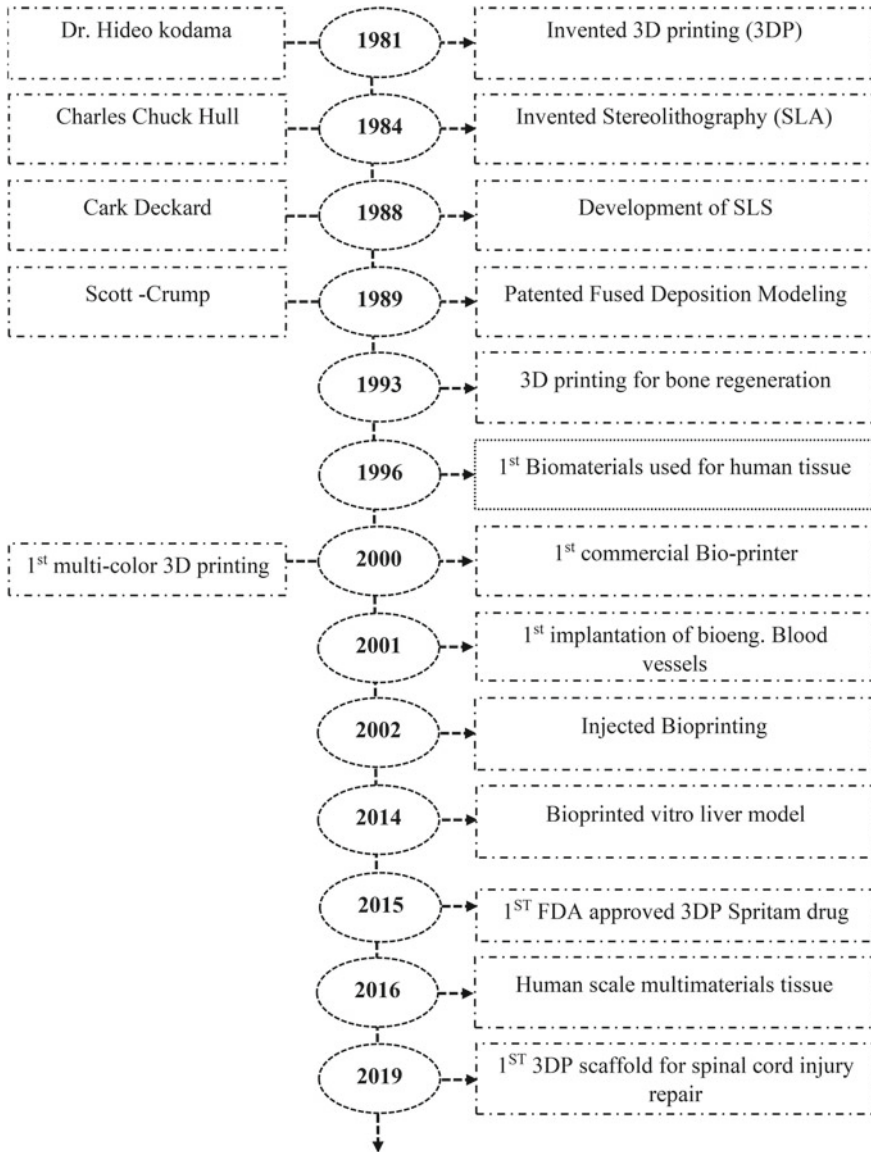 Dr. Hideo kodama
1981
Invented 3D printing (3DP)
Charles Chuck Hull
1984
Invented Stereolithography (SLA)
Cark Deckard
1988
Development of SLS
Scott -Crump
1989
Patented Fused Deposition Modeling
1993
3D printing for bone regeneration
1996
1st Biomaterials used for human tissue
1st multi-color 3D printing
2000
1st commercial Bio-printer
2001
1st implantation of bioeng. Blood
vessels
2002
Injected Bioprinting
2014
Bioprinted vitro liver model
2015
1ST FDA approved 3DP Spritam drug
2016
Human scale multimaterials tissue
2019
1ST 3DP scaffold for spinal cord injury
repair